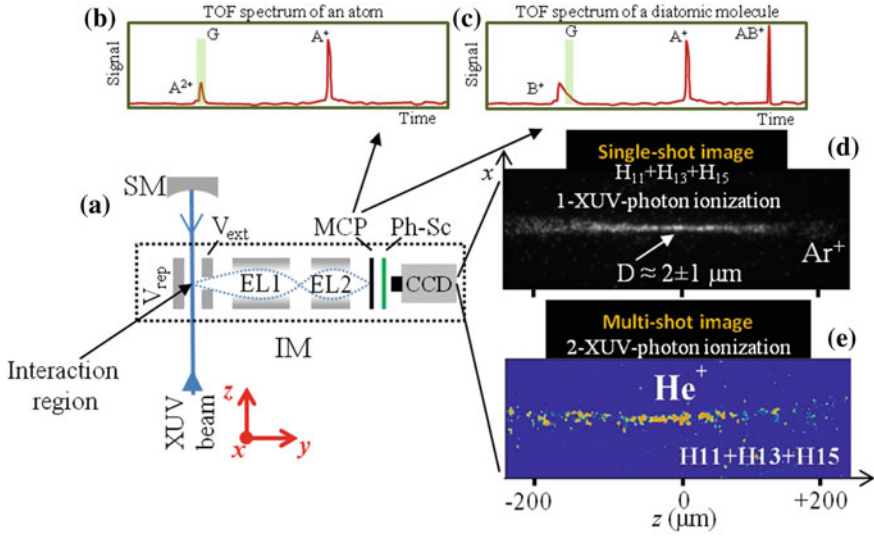 (b)
TOF spectrum of an atom
Signal
G
A²⁺
A⁺
Time
(c)
TOF spectrum of a diatomic molecule
Signal
G
B⁺
A⁺
AB⁺
Time
(a)
SM
V_ext
V_rep
MCP
Ph-Sc
EL1
EL2
CCD
IM
Interaction
region
XUV
beam
z
x
y
x
(d)
Single-shot image
H₁₁+H₁₃+H₁₅
1-XUV-photon ionization
Ar⁺
D ≈ 2±1 μm
(e)
Multi-shot image
2-XUV-photon ionization
He⁺
H11+H13+H15
-200
0
+200
z (μm)